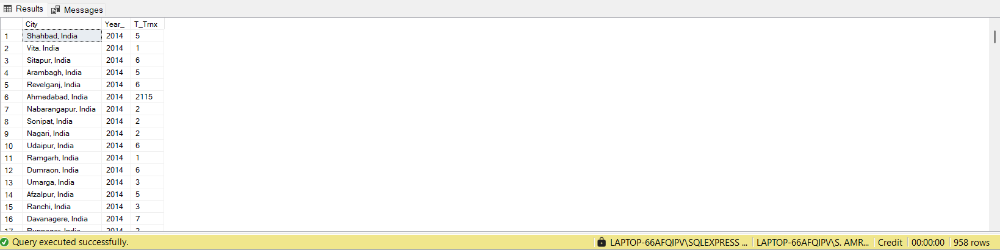 Results Messages
City Year_ T_Trnx
1 Shahbad, India 2014 5
2 Vita, India 2014 1
3 Sitapur, India 2014 6
4 Arambagh, India 2014 5
5 Revelganj, India 2014 6
6 Ahmedabad, India 2014 2115
7 Nabarangapur, India 2014 2
8 Sonipat, India 2014 2
9 Nagari, India 2014 2
10 Udaipur, India 2014 6
11 Ramgarh, India 2014 1
12 Dumraon, India 2014 6
13 Umarga, India 2014 3
14 Afzalpur, India 2014 5
15 Ranchi, India 2014 3
16 Davanagere, India 2014 7
17 India 2014 2
Query executed successfully. LAPTOP-66AFQIPV\SQLEXPRESS ... LAPTOP-66AFQIPV\S. AMR... Credit 00:00:00 958 rows